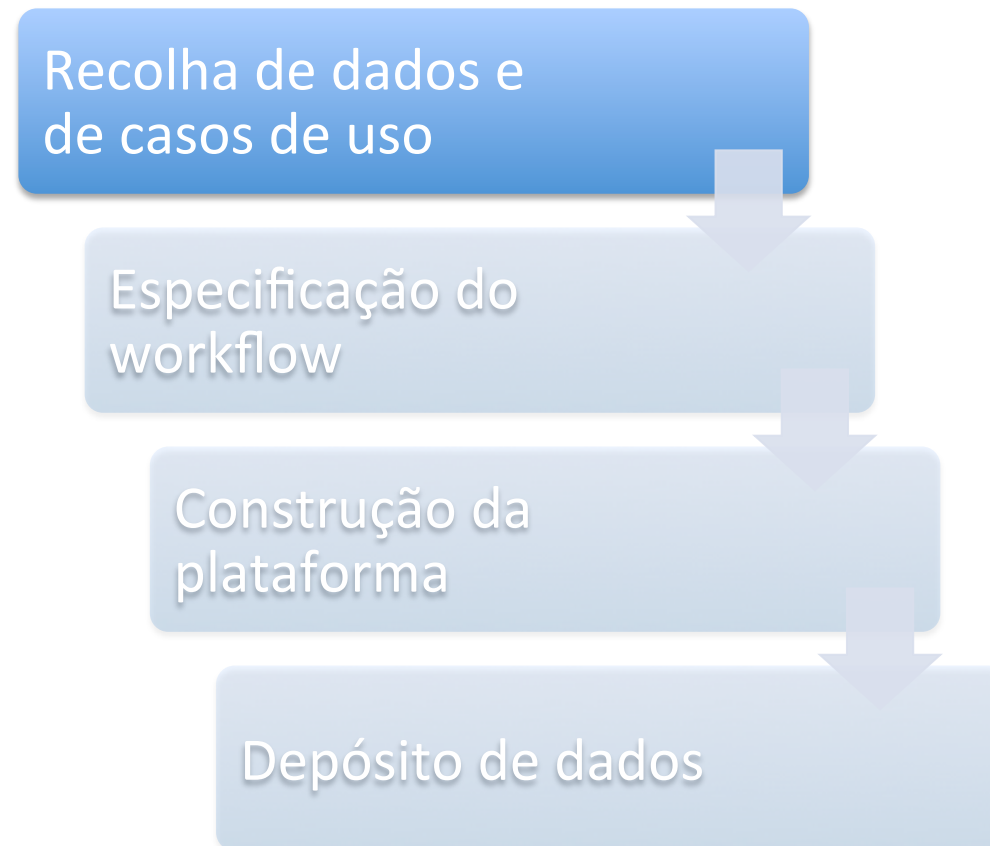 Recolha de dados e
de casos de uso
Especificação do
workflow
Construção da
plataforma
Depósito de dados